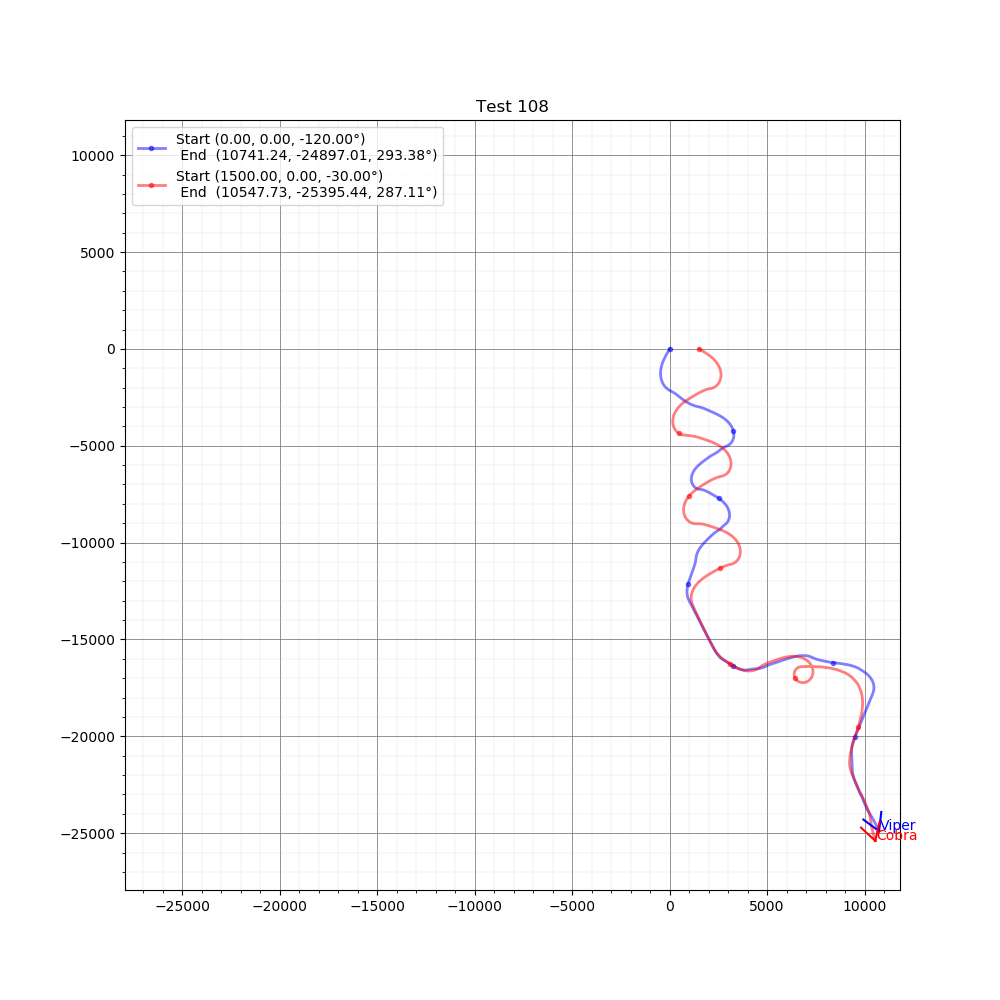 Test 108
Start (0.00, 0.00, -120.00°)
End (10741.24, -24897.01, 293.38°)
Start (1500.00, 0.00, -30.00°)
End (10547.73, -25395.44, 287.11°)
10000
5000
0
−5000
−10000
−15000
−20000
−25000
Viper
Cobra
−25000 −20000 −15000 −10000 −5000 0 5000 10000